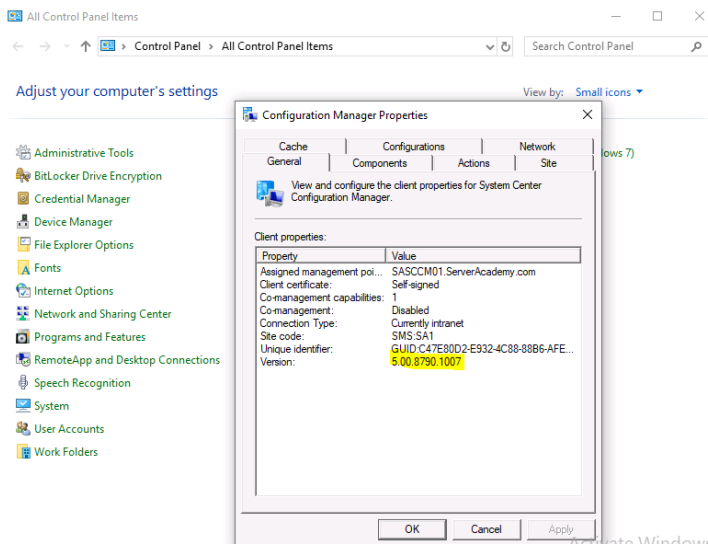 All Control Panel Items
Control Panel > All Control Panel Items
Search Control Panel
Adjust your computer's settings
View by: Small icons
Administrative Tools
BitLocker Drive Encryption
Credential Manager
Device Manager
File Explorer Options
Fonts
Internet Options
Network and Sharing Center
Programs and Features
RemoteApp and Desktop Connections
Speech Recognition
System
User Accounts
Work Folders
7)
Configuration Manager Properties
Cache Configurations Network
General Components Actions Site
View and configure the client properties for System Center
Configuration Manager.
Client properties:
Property Value
Assigned management poi... SASCCM01.ServerAcademy.com
Client certificate: Self-signed
Co-management capabilities: 1
Co-management: Disabled
Connection Type: Currently intranet
Site code: SMS:SA1
Unique identifier: GUID:C47E80D2-E932-4C88-88B6-AFE...
Version: 5.00.8790.1007
OK Cancel Apply
Windows